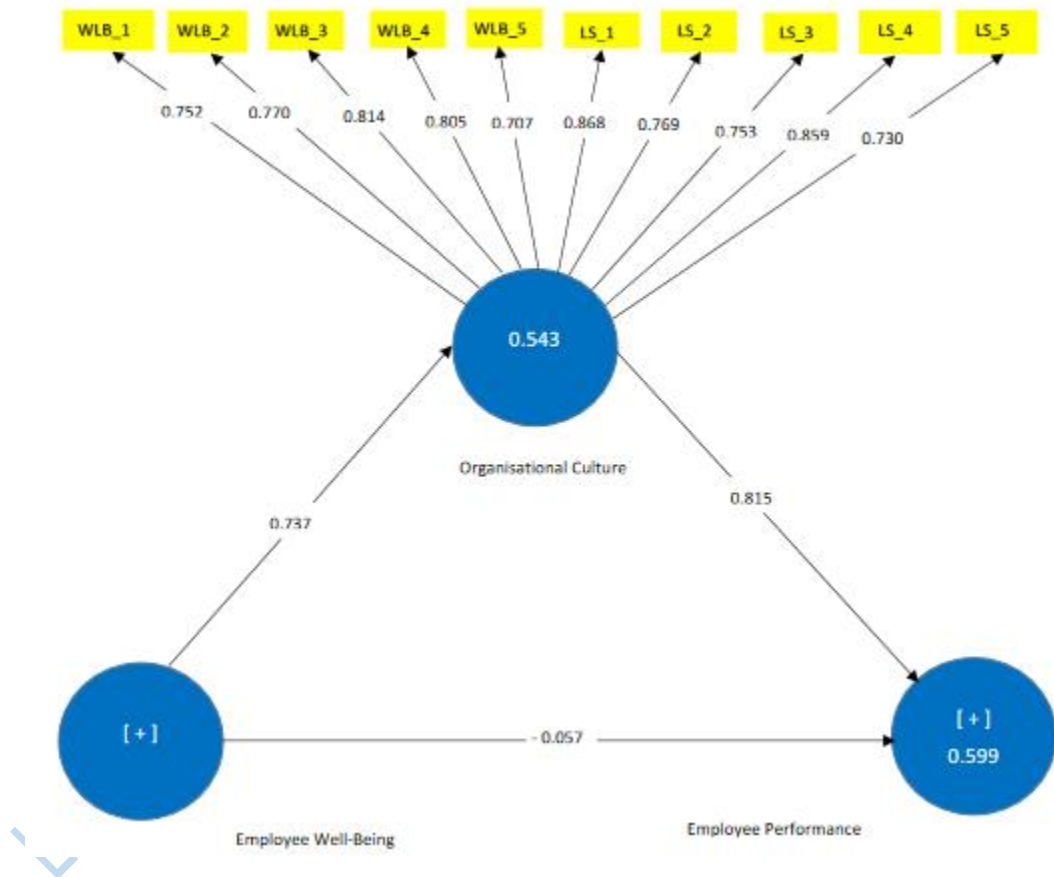 WLB_1 WLB_2 WLB_3 WLB_4 WLB_5 LS_1 LS_2 LS_3 LS_4 LS_5
0.752 0.770 0.814 0.805 0.707 0.868 0.769 0.753 0.859 0.730
0.543
Organisational Culture
0.737
0.815
[ + ]
- 0.057
[ + ]
0.599
Employee Well-Being
Employee Performance